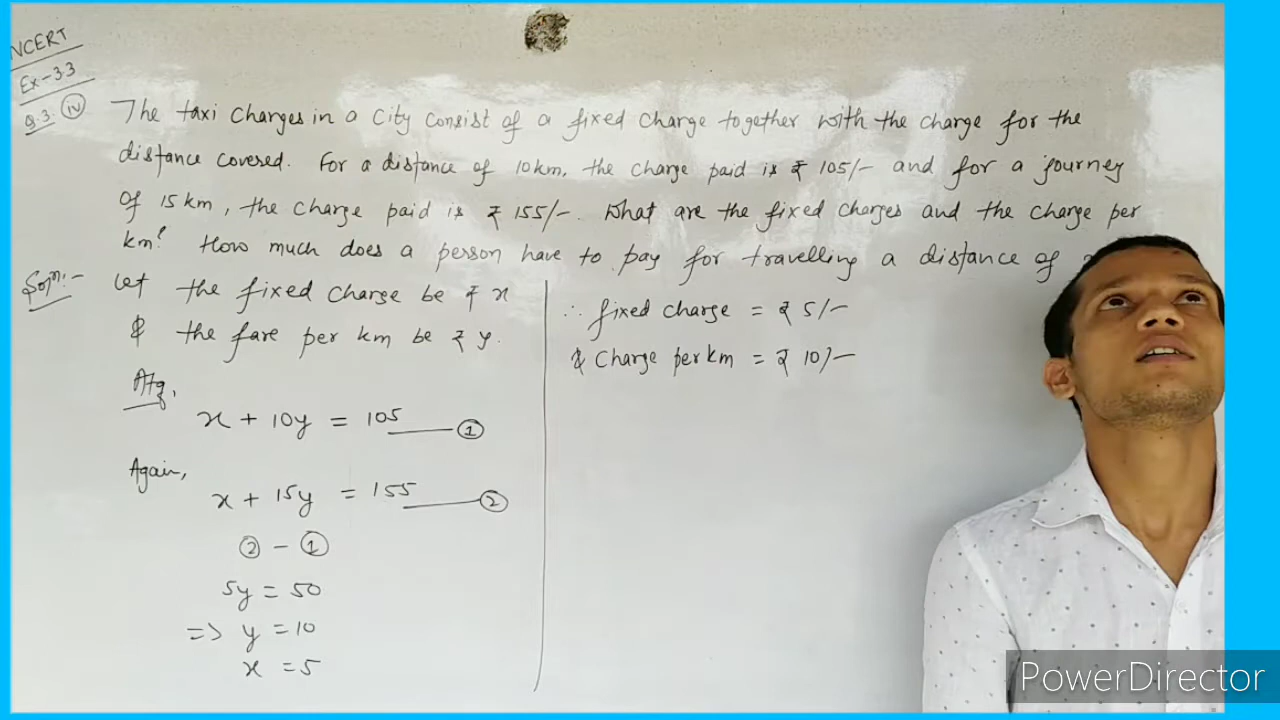 NCERT
Ex-3.3
Q.3. (iv) The taxi charges in a City consist of a fixed charge together with the charge for the
distance covered. For a distance of 10 km, the charge paid is ₹ 105/- and for a journey
of 15 km, the charge paid is ₹ 155/-. What are the fixed charges and the charge per
km? How much does a person have to pay for travelling a distance of
Soln:- Let the fixed charge be ₹ x
& the fare per km be ₹ y.
Atq,
x + 10y = 105 ——— ①
Again,
x + 15y = 155 ——— ②
② - ①
5y = 50
=> y = 10
x = 5
∴ fixed charge = ₹ 5/-
& Charge per km = ₹ 10/-
PowerDirector